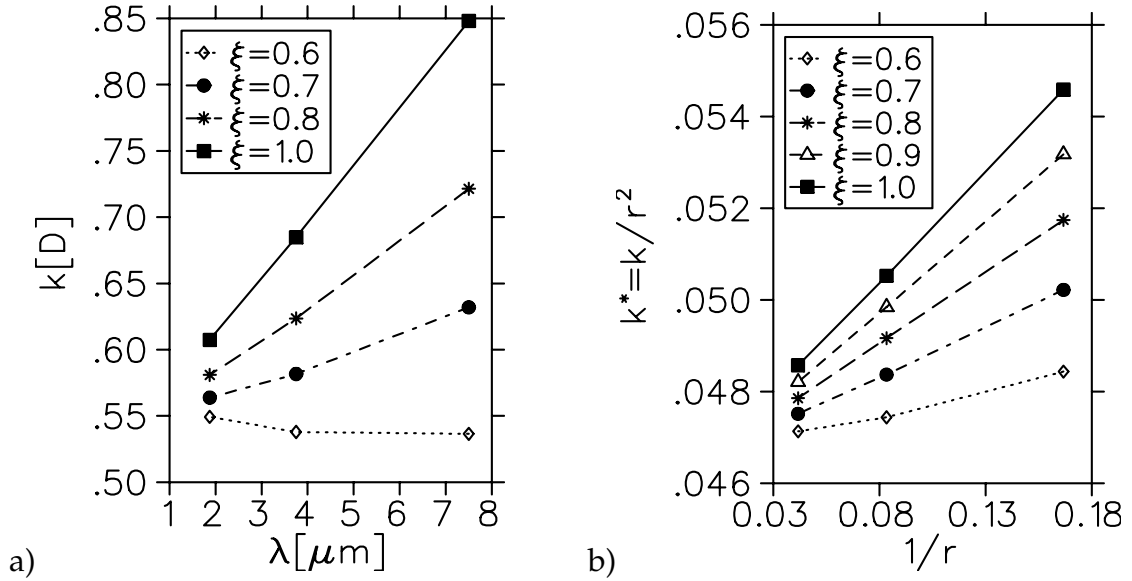 .85
.80
.75
.70
.65
.60
.55
.50
k[D]
ξ=0.6
ξ=0.7
ξ=0.8
ξ=1.0
1 2 3 4 5 6 7 8
λ[μm]
a)
.056
.054
.052
.050
.048
.046
k*=k/r²
ξ=0.6
ξ=0.7
ξ=0.8
ξ=0.9
ξ=1.0
0.03 0.08 0.13 0.18
1/r
b)